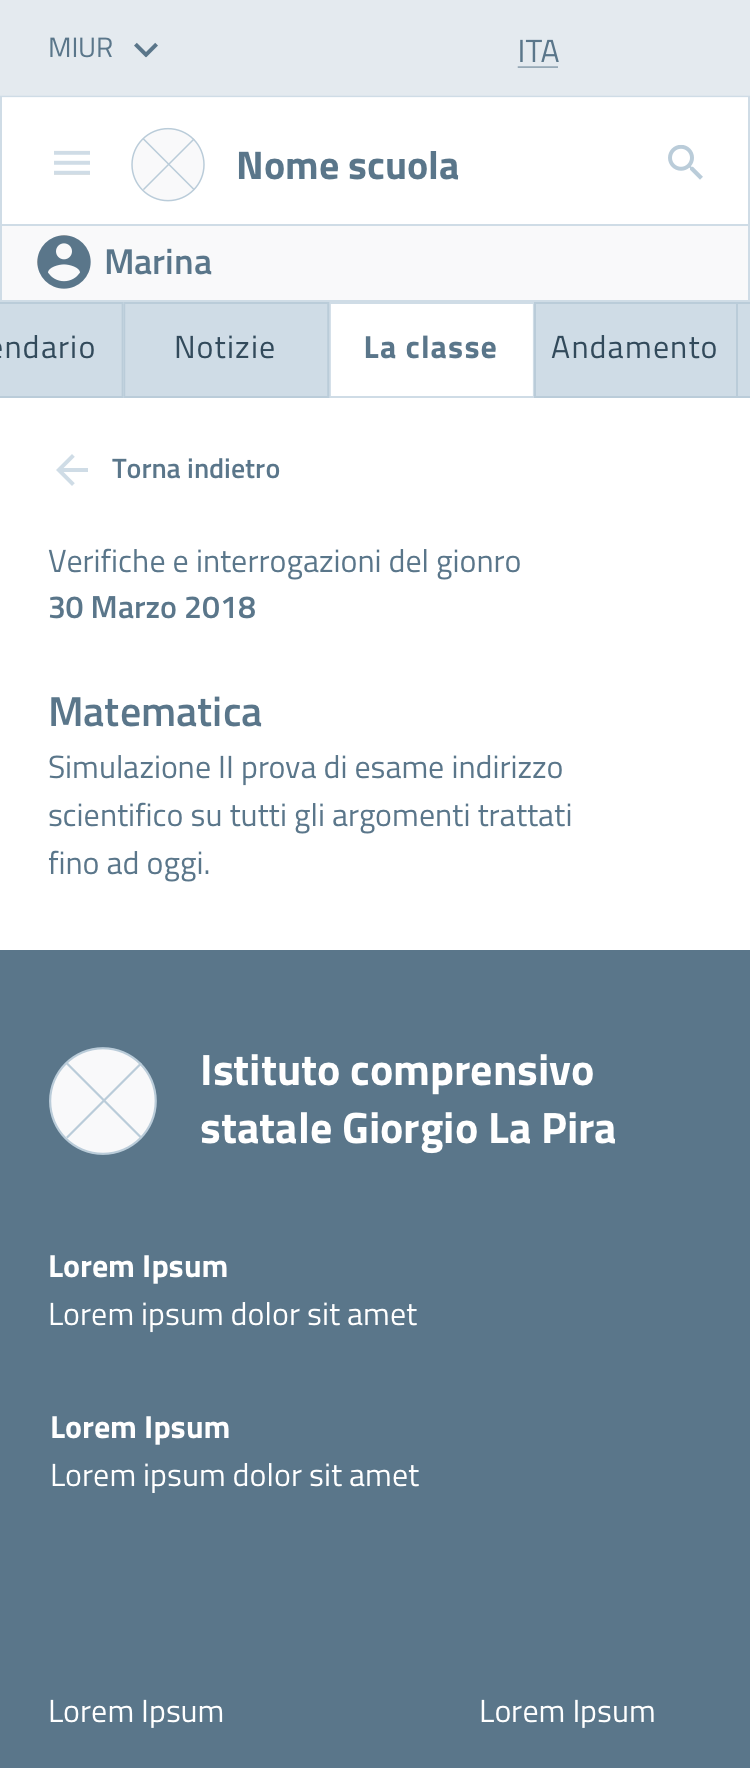 MIUR
ITA
Nome scuola
Marina
endario
Notizie
La classe
Andamento
Torna indietro
Verifiche e interrogazioni del gionro
30 Marzo 2018
Matematica
Simulazione II prova di esame indirizzo
scientifico su tutti gli argomenti trattati
fino ad oggi.
Istituto comprensivo
statale Giorgio La Pira
Lorem Ipsum
Lorem ipsum dolor sit amet
Lorem Ipsum
Lorem ipsum dolor sit amet
Lorem Ipsum
Lorem Ipsum